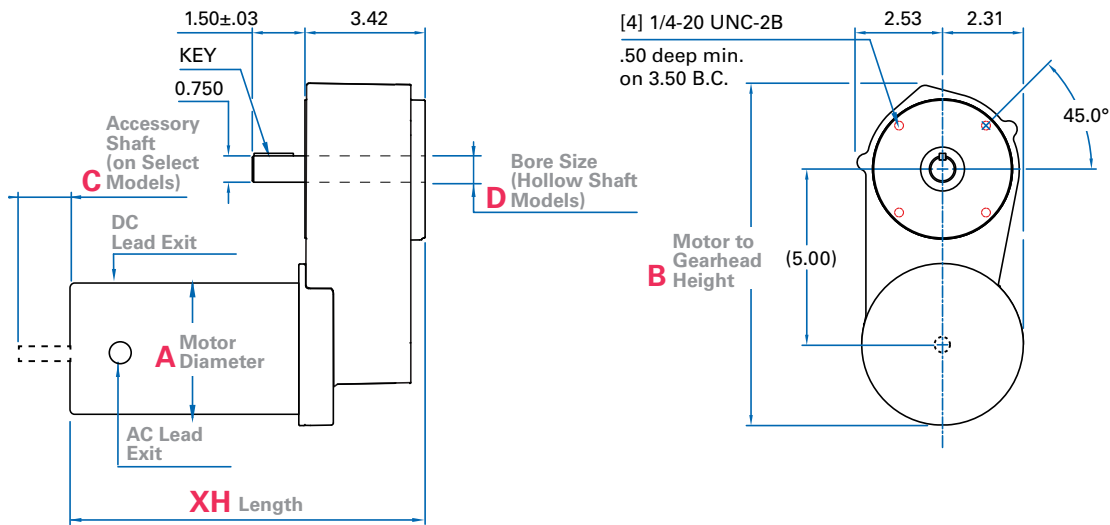 1.50±.03
3.42
KEY
0.750
Accessory
Shaft
(on Select
C Models)
DC
Lead Exit
A Motor
Diameter
AC Lead
Exit
XH Length
Bore Size
(Hollow Shaft
D Models)
[4] 1/4-20 UNC-2B
.50 deep min.
on 3.50 B.C.
2.53
2.31
45.0°
Motor to
Gearhead
B Height
(5.00)